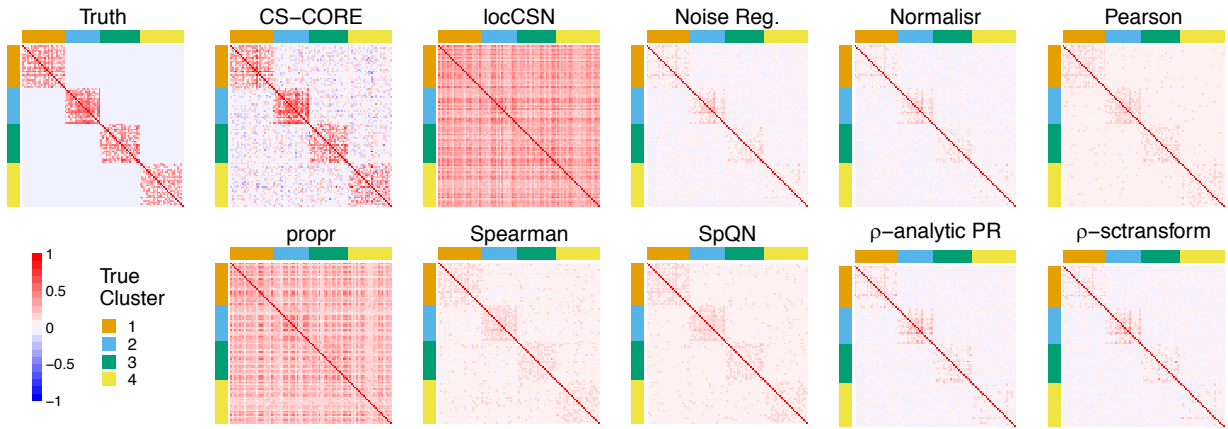 Truth
CS−CORE
locCSN
Noise Reg.
Normalisr
Pearson
propr
Spearman
SpQN
ρ−analytic PR
ρ−sctransform
1
0.5
0
−0.5
−1
True
Cluster
1
2
3
4